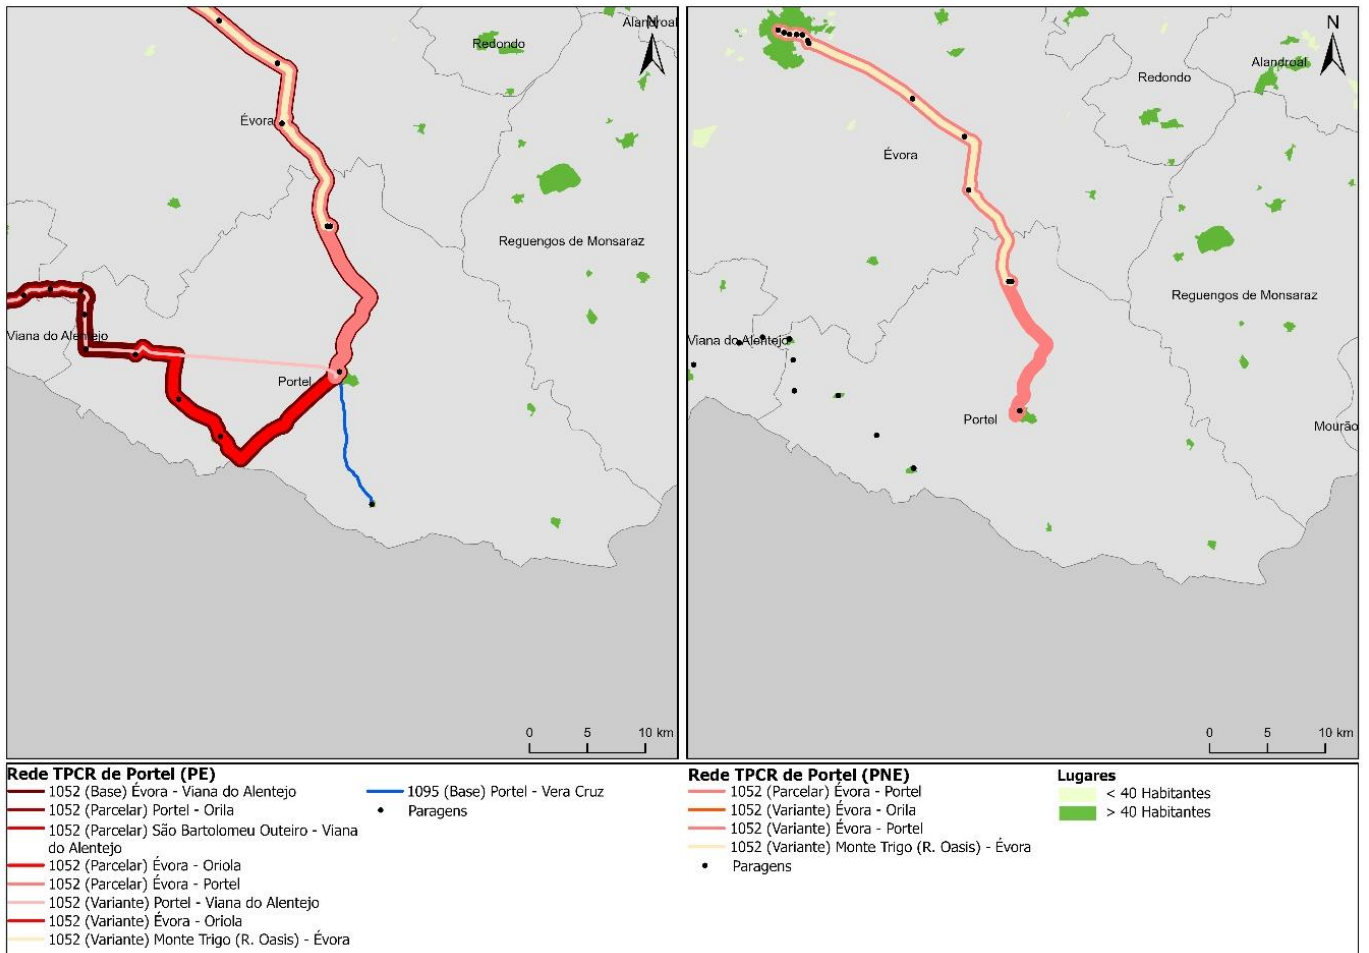 Alandroal
N
Redondo
Évora
Reguengos de Monsaraz
Viana do Alentejo
Portel
0 5 10 km
N
Alandroal
Redondo
Évora
Reguengos de Monsaraz
Viana do Alentejo
Portel
Mourão
0 5 10 km
Rede TPCR de Portel (PE)
1052 (Base) Évora - Viana do Alentejo
1052 (Parcelar) Portel - Orila
1052 (Parcelar) São Bartolomeu Outeiro - Viana
do Alentejo
1052 (Parcelar) Évora - Oriola
1052 (Parcelar) Évora - Portel
1052 (Variante) Portel - Viana do Alentejo
1052 (Variante) Évora - Oriola
1052 (Variante) Monte Trigo (R. Oasis) - Évora
1095 (Base) Portel - Vera Cruz
Paragens
Rede TPCR de Portel (PNE)
1052 (Parcelar) Évora - Portel
1052 (Variante) Évora - Orila
1052 (Variante) Évora - Portel
1052 (Variante) Monte Trigo (R. Oasis) - Évora
Paragens
Lugares
< 40 Habitantes
> 40 Habitantes